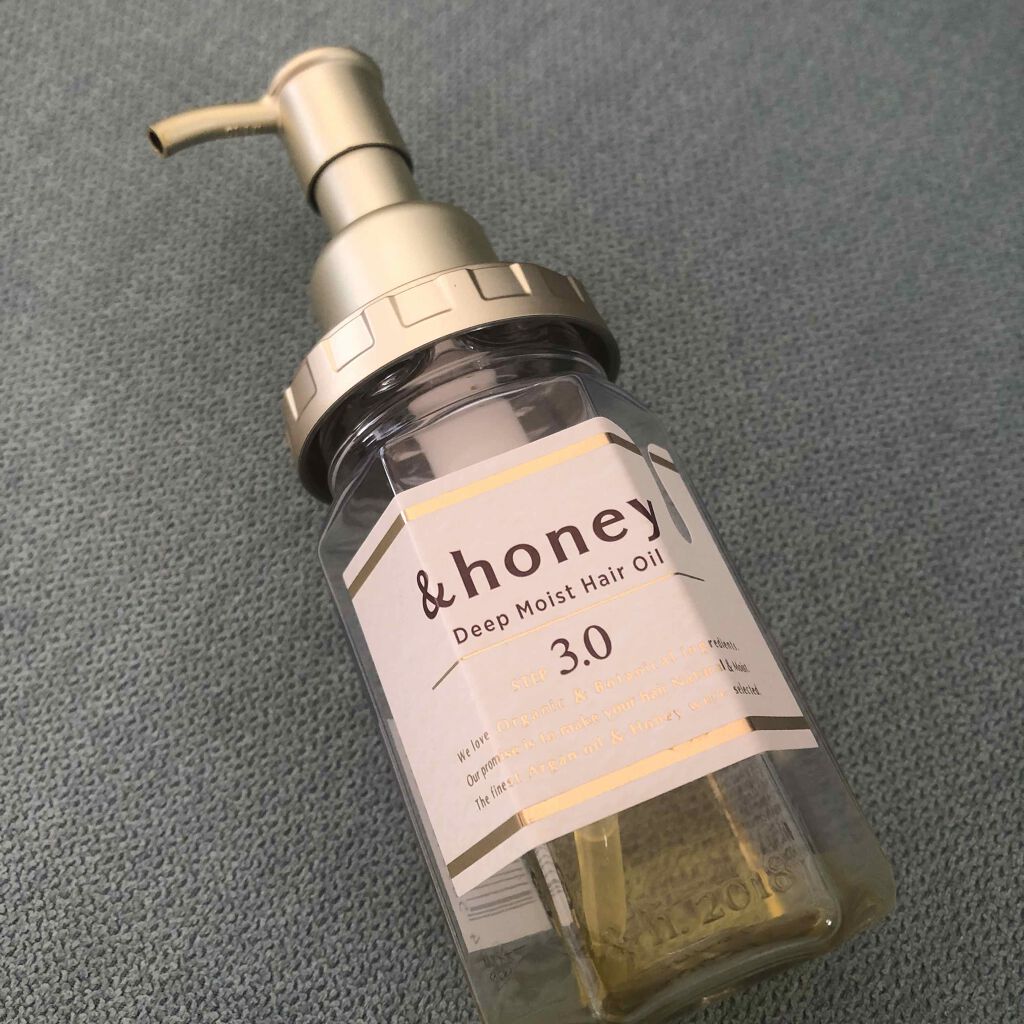 &honey
Deep Moist Hair Oil
STEP 3.0
We love Organic & Botanical Ingredients.
Our promise is to make your hair Natural & Moist.
The finest Argan oil & Honey were selected.
&h. 2018